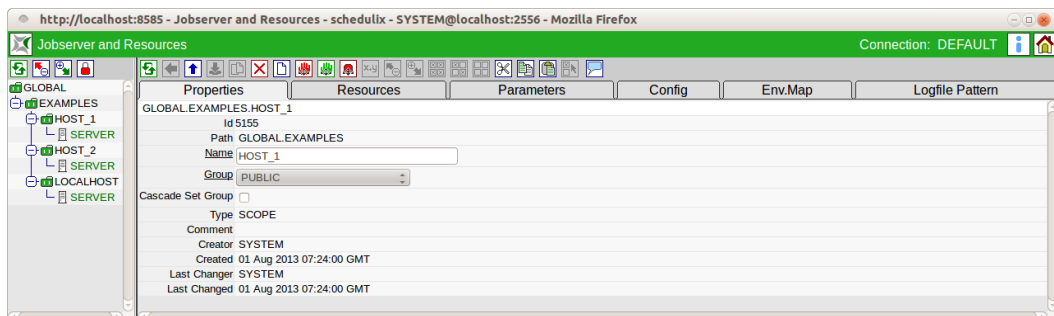 http://localhost:8585 - Jobserver and Resources - schedulix - SYSTEM@localhost:2556 - Mozilla Firefox
Jobserver and Resources
Connection: DEFAULT
GLOBAL
EXAMPLES
HOST_1
SERVER
HOST_2
SERVER
LOCALHOST
SERVER
Properties Resources Parameters Config Env.Map Logfile Pattern
GLOBAL.EXAMPLES.HOST_1
Id 5155
Path GLOBAL.EXAMPLES
Name HOST_1
Group PUBLIC
Cascade Set Group
Type SCOPE
Comment
Creator SYSTEM
Created 01 Aug 2013 07:24:00 GMT
Last Changer SYSTEM
Last Changed 01 Aug 2013 07:24:00 GMT